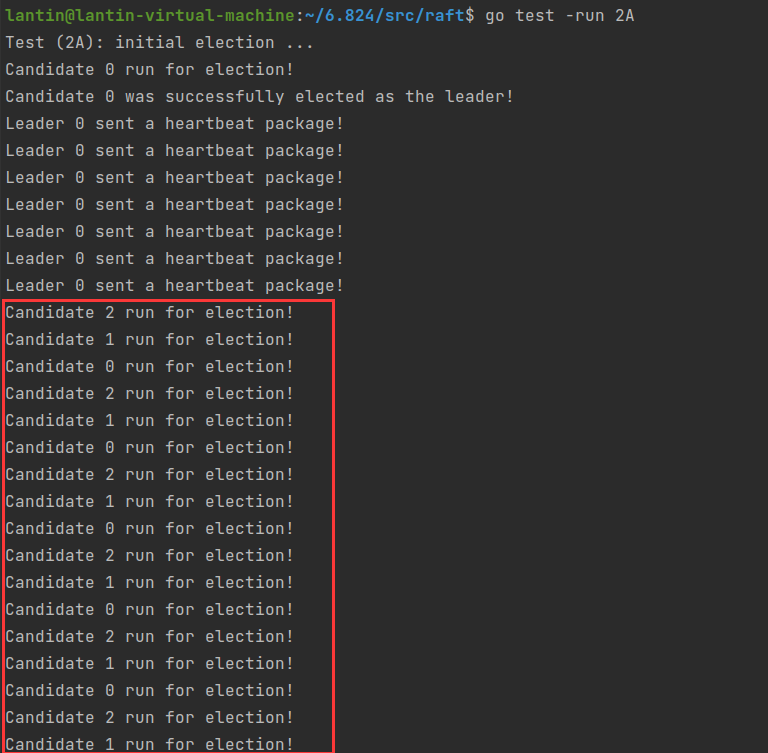 lantin@lantin-virtual-machine:~/6.824/src/raft$ go test -run 2A
Test (2A): initial election ...
Candidate 0 run for election!
Candidate 0 was successfully elected as the leader!
Leader 0 sent a heartbeat package!
Leader 0 sent a heartbeat package!
Leader 0 sent a heartbeat package!
Leader 0 sent a heartbeat package!
Leader 0 sent a heartbeat package!
Leader 0 sent a heartbeat package!
Leader 0 sent a heartbeat package!
Candidate 2 run for election!
Candidate 1 run for election!
Candidate 0 run for election!
Candidate 2 run for election!
Candidate 1 run for election!
Candidate 0 run for election!
Candidate 2 run for election!
Candidate 1 run for election!
Candidate 0 run for election!
Candidate 2 run for election!
Candidate 1 run for election!
Candidate 0 run for election!
Candidate 2 run for election!
Candidate 1 run for election!
Candidate 0 run for election!
Candidate 2 run for election!
Candidate 1 run for election!